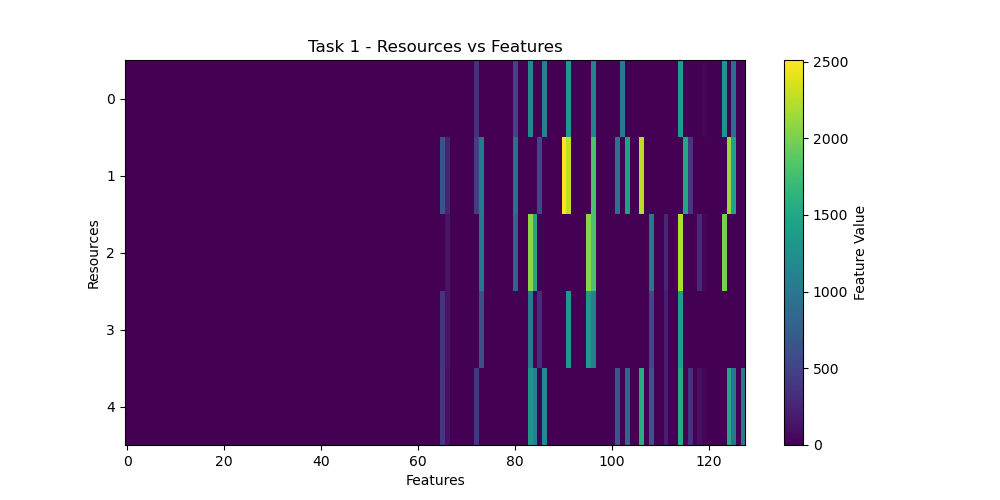 Task 1 - Resources vs Features
Resources
0
1
2
3
4
0 20 40 60 80 100 120
Features
2500
2000
1500
1000
500
0
Feature Value